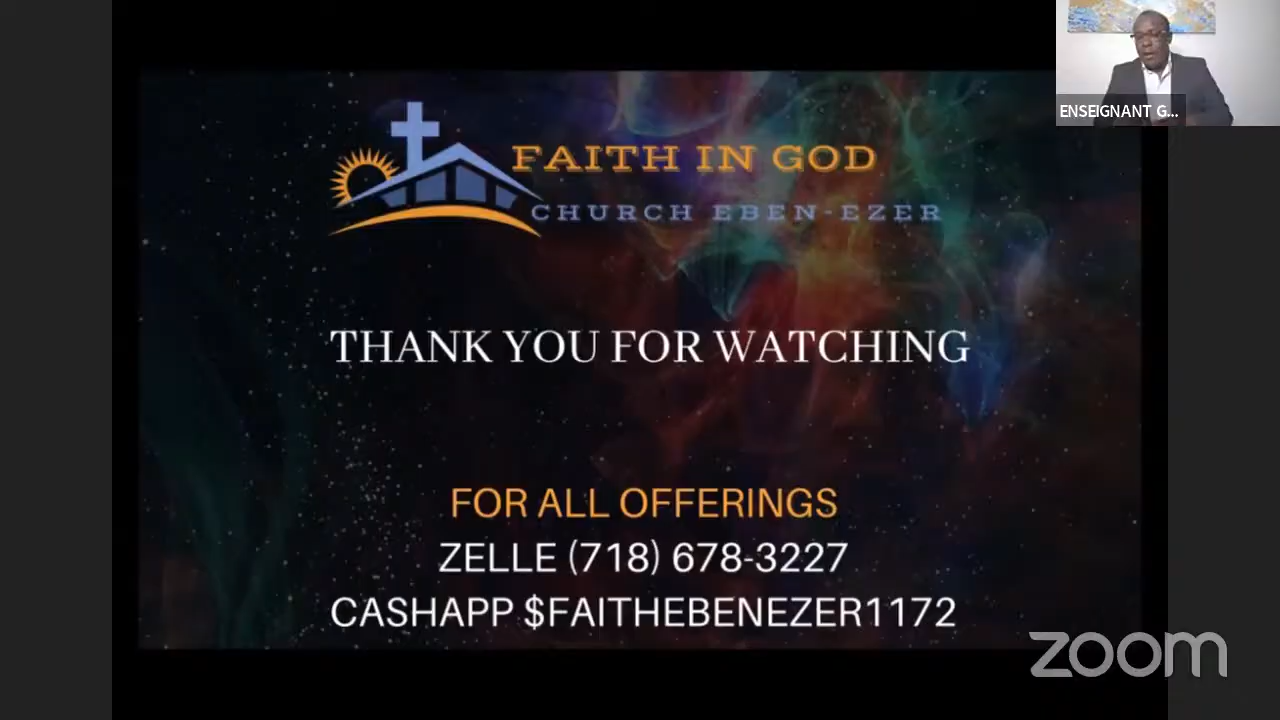 ENSEIGNANT G...
FAITH IN GOD
CHURCH EBEN-EZER
THANK YOU FOR WATCHING
FOR ALL OFFERINGS
ZELLE (718) 678-3227
CASHAPP $FAITHEBENEZER1172
zoom